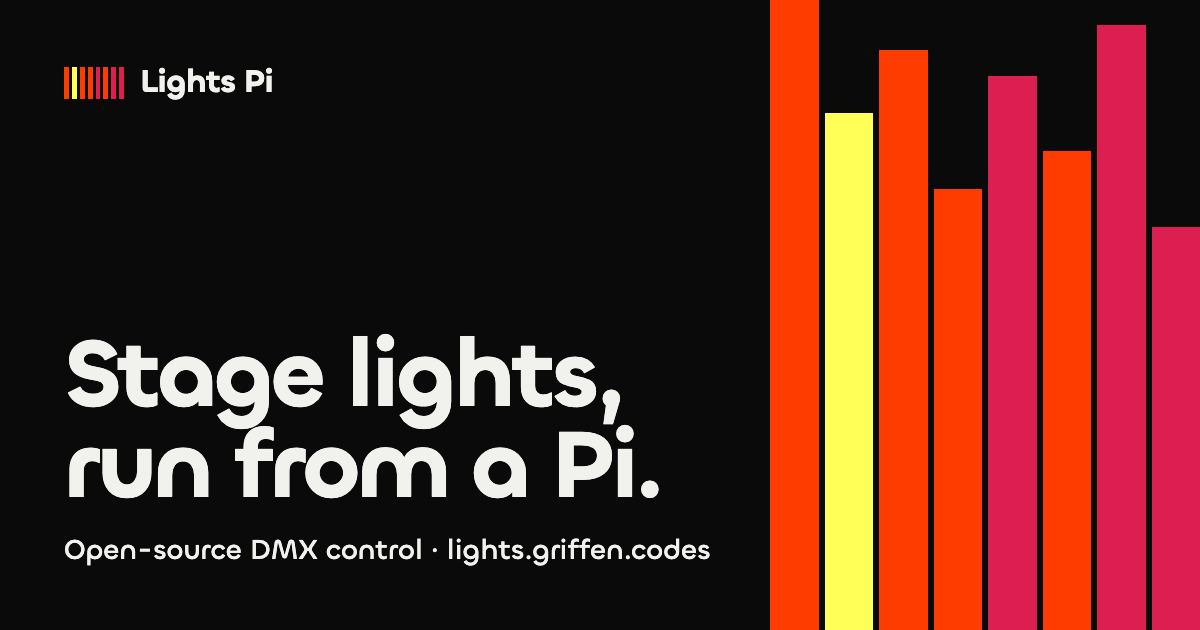 Lights Pi
Stage lights,
run from a Pi.
Open-source DMX control · lights.griffen.codes